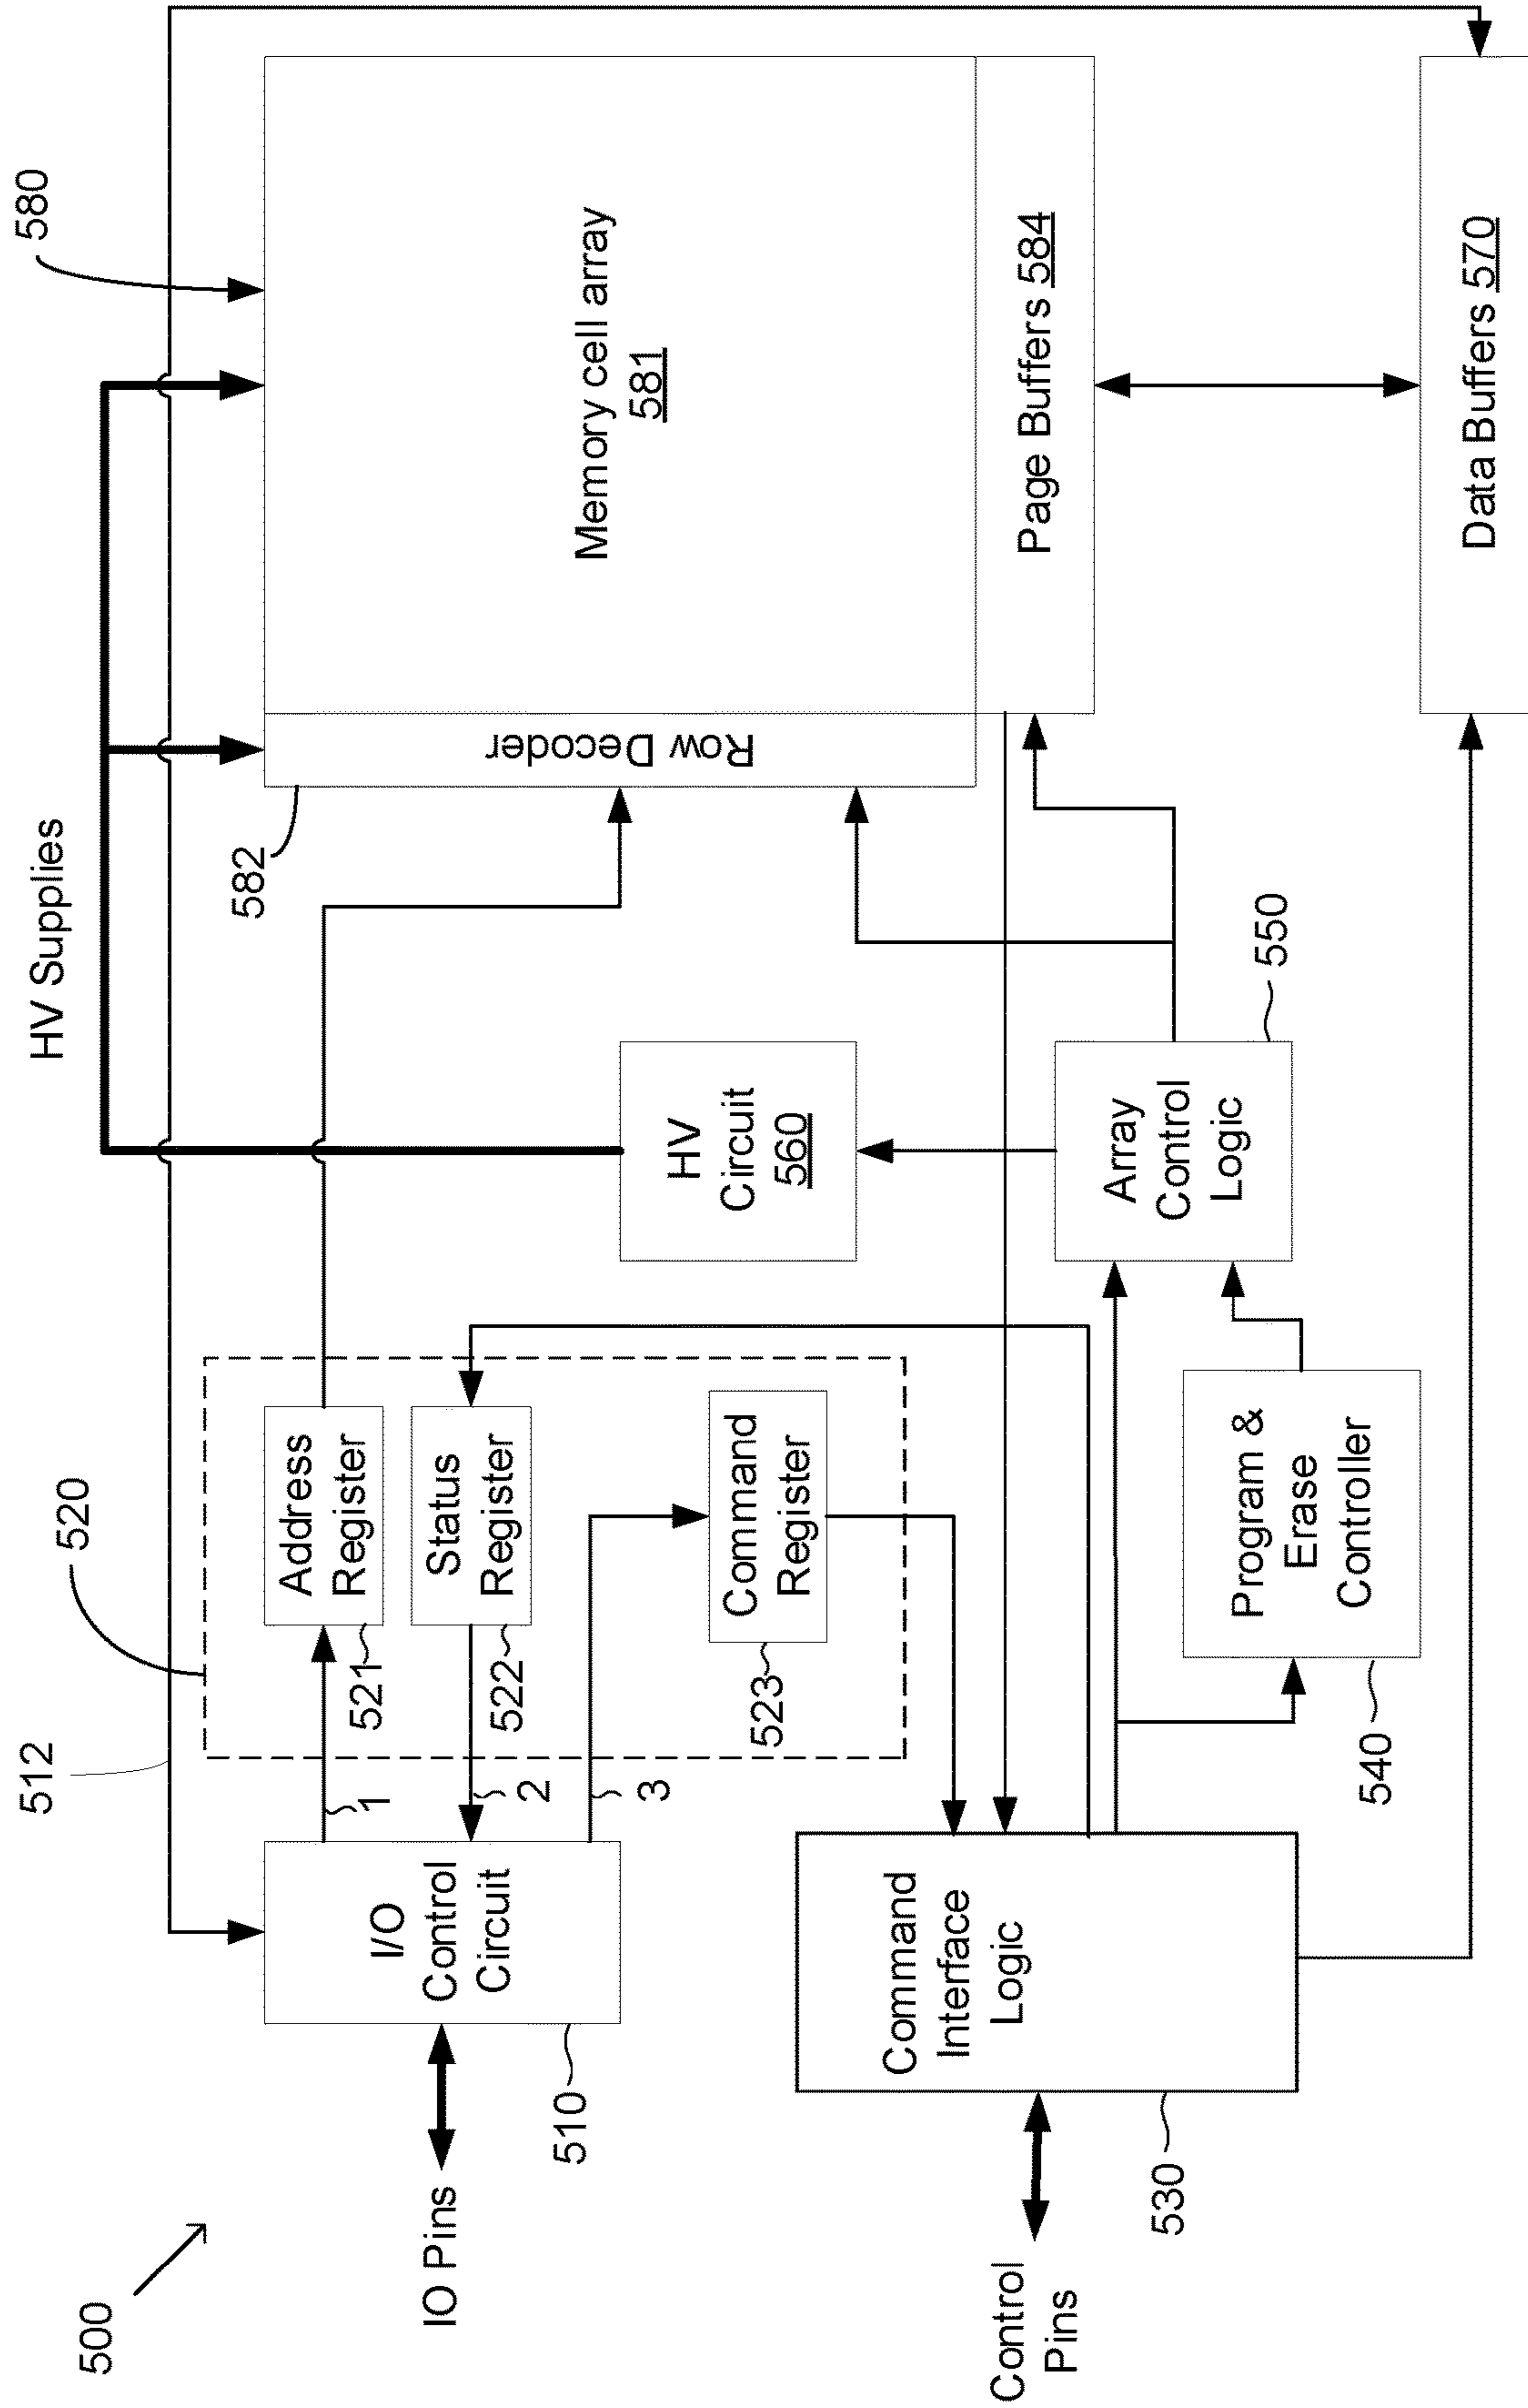 500
512
520
HV Supplies
580
IO Pins
I/O
Control
Circuit
510
1
2
3
Address
Register
521
Status
Register
522
Command
Register
523
HV
Circuit
560
582
Row Decoder
Memory cell array
581
Page Buffers 584
Control
Pins
Command
Interface
Logic
530
Program &
Erase
Controller
540
Array
Control
Logic
550
Data Buffers 570